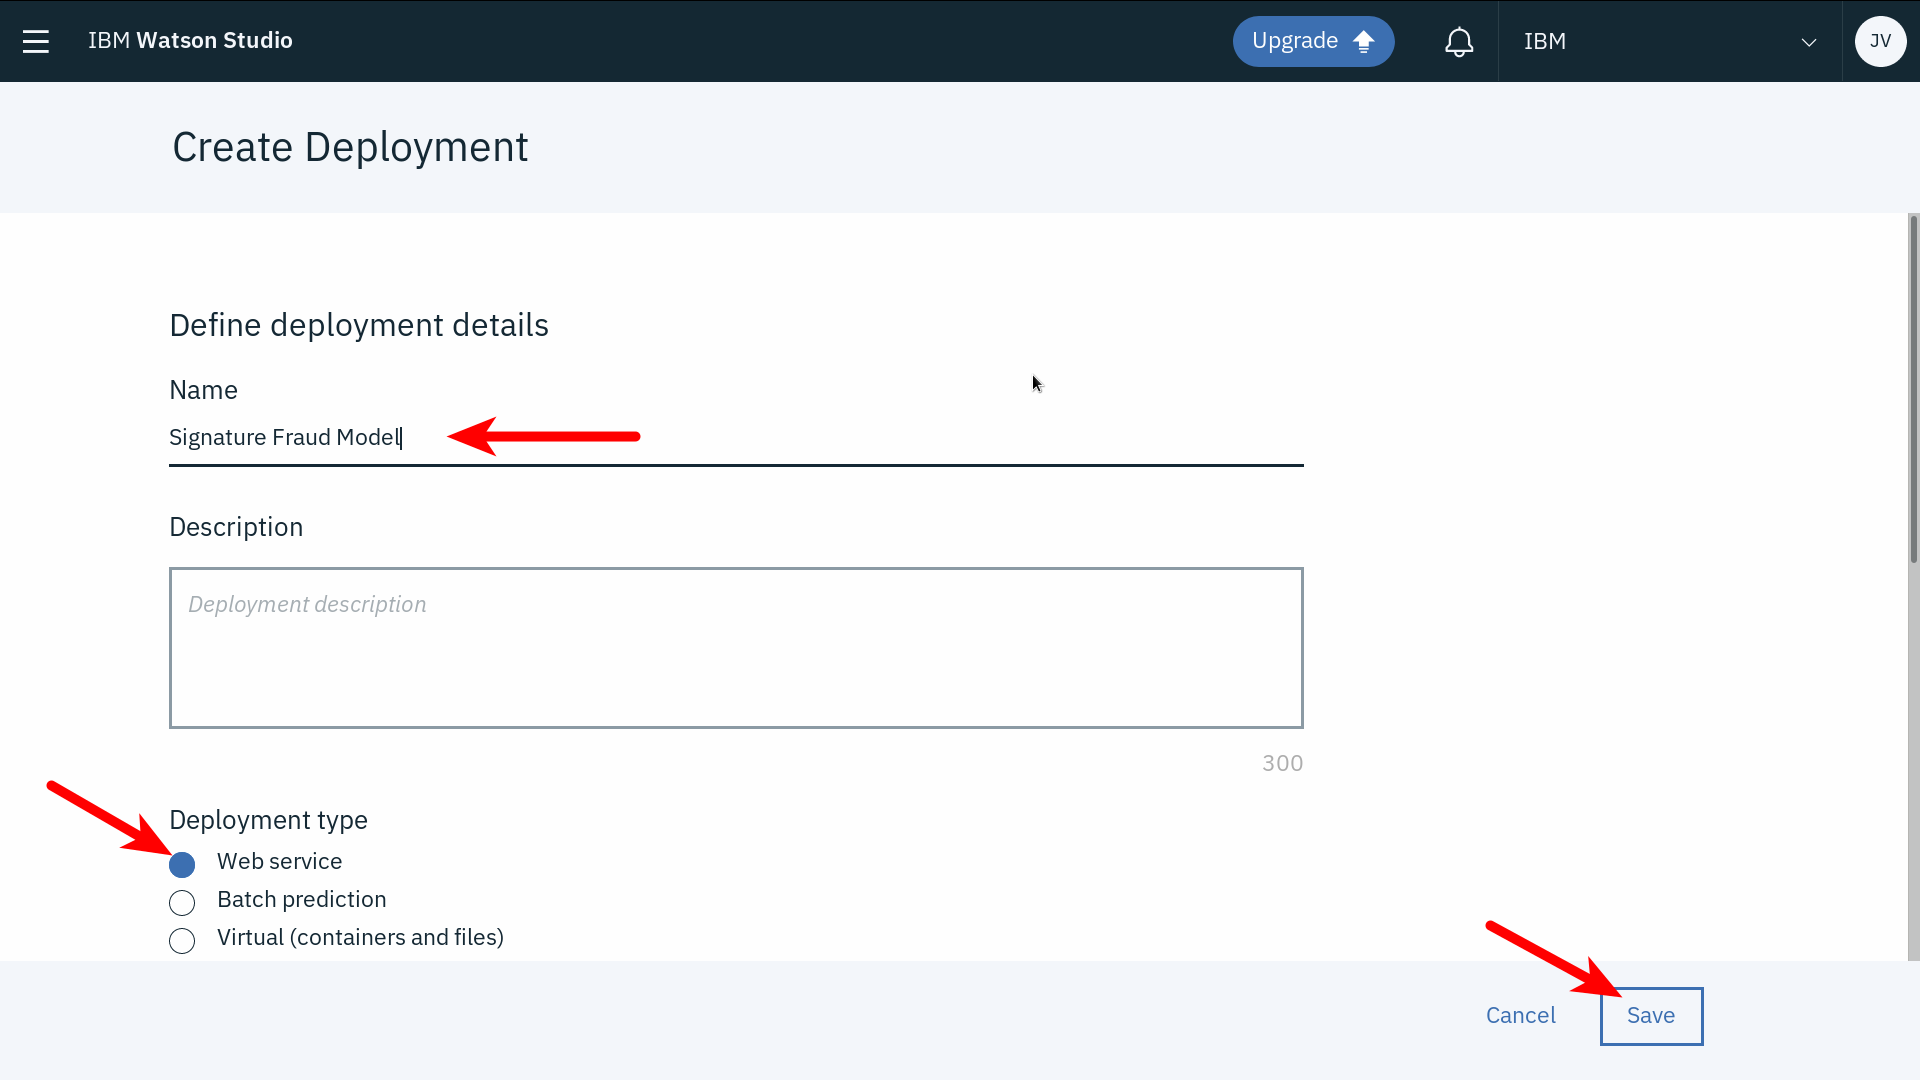 IBM Watson Studio
Upgrade
IBM
JV
Create Deployment
Define deployment details
Name
Signature Fraud Model
Description
Deployment description
300
Deployment type
Web service
Batch prediction
Virtual (containers and files)
Cancel
Save